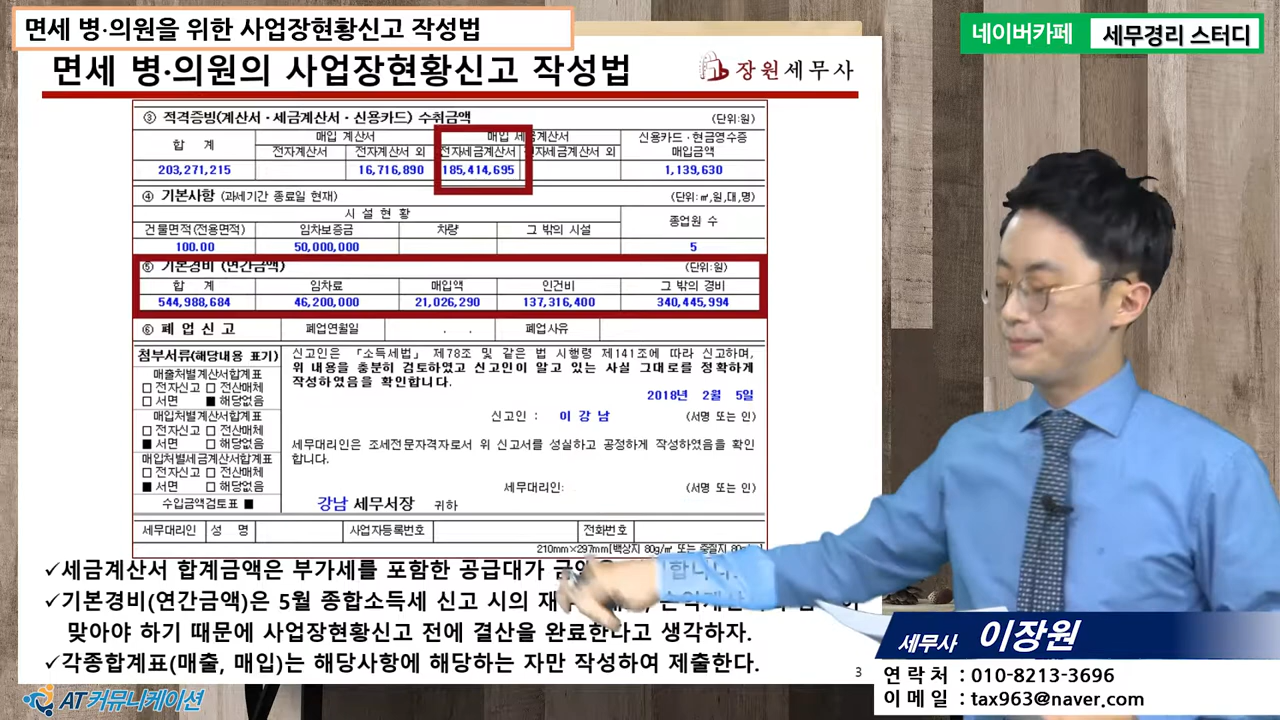 면세 병·의원을 위한 사업장현황신고 작성법
네이버카페 세무경리 스터디
면세 병·의원의 사업장현황신고 작성법
장원세무사
③ 적격증빙(계산서·세금계산서·신용카드) 수취금액 (단위:원)
합 계
매입 계산서
매입 세금계산서
신용카드·현금영수증
매입금액
전자계산서 전자계산서 외 전자세금계산서 전자세금계산서 외
203,271,215 16,716,890 185,414,695 1,139,630
④ 기본사항 (과세기간 종료일 현재) (단위:㎡,원,대,명)
시 설 현 황
종업원 수
건물면적(전용면적) 임차보증금 차량 그 밖의 시설
100.00 50,000,000 5
⑤ 기본경비 (연간금액) (단위:원)
합 계 임차료 매입액 인건비 그 밖의 경비
544,988,684 46,200,000 21,026,290 137,316,400 340,445,994
⑥ 폐 업 신 고 폐업연월일 . . 폐업사유
첨부서류(해당내용 표기)
매출처별계산서합계표
□ 전자신고 □ 전산매체
□ 서면 ■ 해당없음
매입처별계산서합계표
□ 전자신고 □ 전산매체
■ 서면 □ 해당없음
매입처별세금계산서합계표
□ 전자신고 □ 전산매체
■ 서면 □ 해당없음
수입금액검토표 ■
신고인은 「소득세법」 제78조 및 같은 법 시행령 제141조에 따라 신고하며,
위 내용을 충분히 검토하였고 신고인이 알고 있는 사실 그대로를 정확하게
작성하였음을 확인합니다.
2018년 2월 5일
신고인 : 이 강 남 (서명 또는 인)
세무대리인은 조세전문자격자로서 위 신고서를 성실하고 공정하게 작성하였음을 확인
합니다.
세무대리인: (서명 또는 인)
강남 세무서장 귀하
세무대리인 성 명 사업자등록번호 전화번호
210mm×297mm[백상지 80g/㎡ 또는 중질지
✓세금계산서 합계금액은 부가세를 포함한 공급대가
✓기본경비(연간금액)은 5월 종합소득세 신고 시의
맞아야 하기 때문에 사업장현황신고 전에 결산을 완료한다고 생각하자.
✓각종합계표(매출, 매입)는 해당사항에 해당하는 자만 작성하여 제출한다.
3
세무사 이장원
연 락 처 : 010-8213-3696
이 메 일 : tax963@naver.com
AT커뮤니케이션